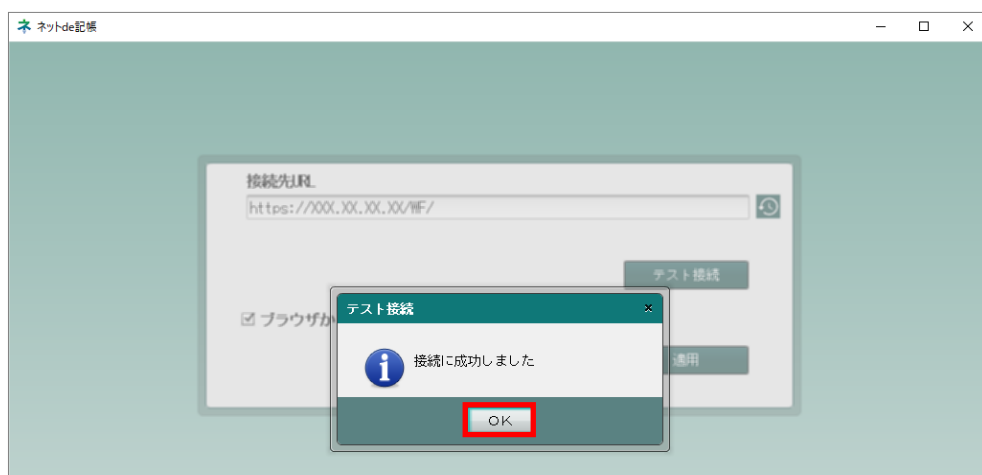 ネットde記帳
接続先URL
https://XXX.XX.XX.XX/WF/
テスト接続
ブラウザか
テスト接続
接続に成功しました
適用
OK